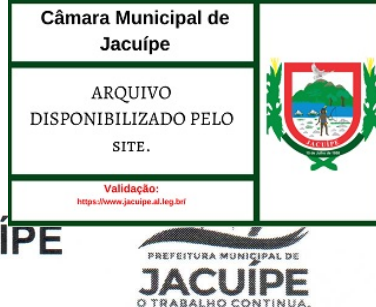 Câmara Municipal de
Jacuípe
ARQUIVO
DISPONIBILIZADO PELO
SITE.
Validação:
https://www.jacuipe.al.leg.br/
JACUÍPE
ÍPE
PREFEITURA MUNICIPAL DE
JACUÍPE
O TRABALHO CONTINUA.